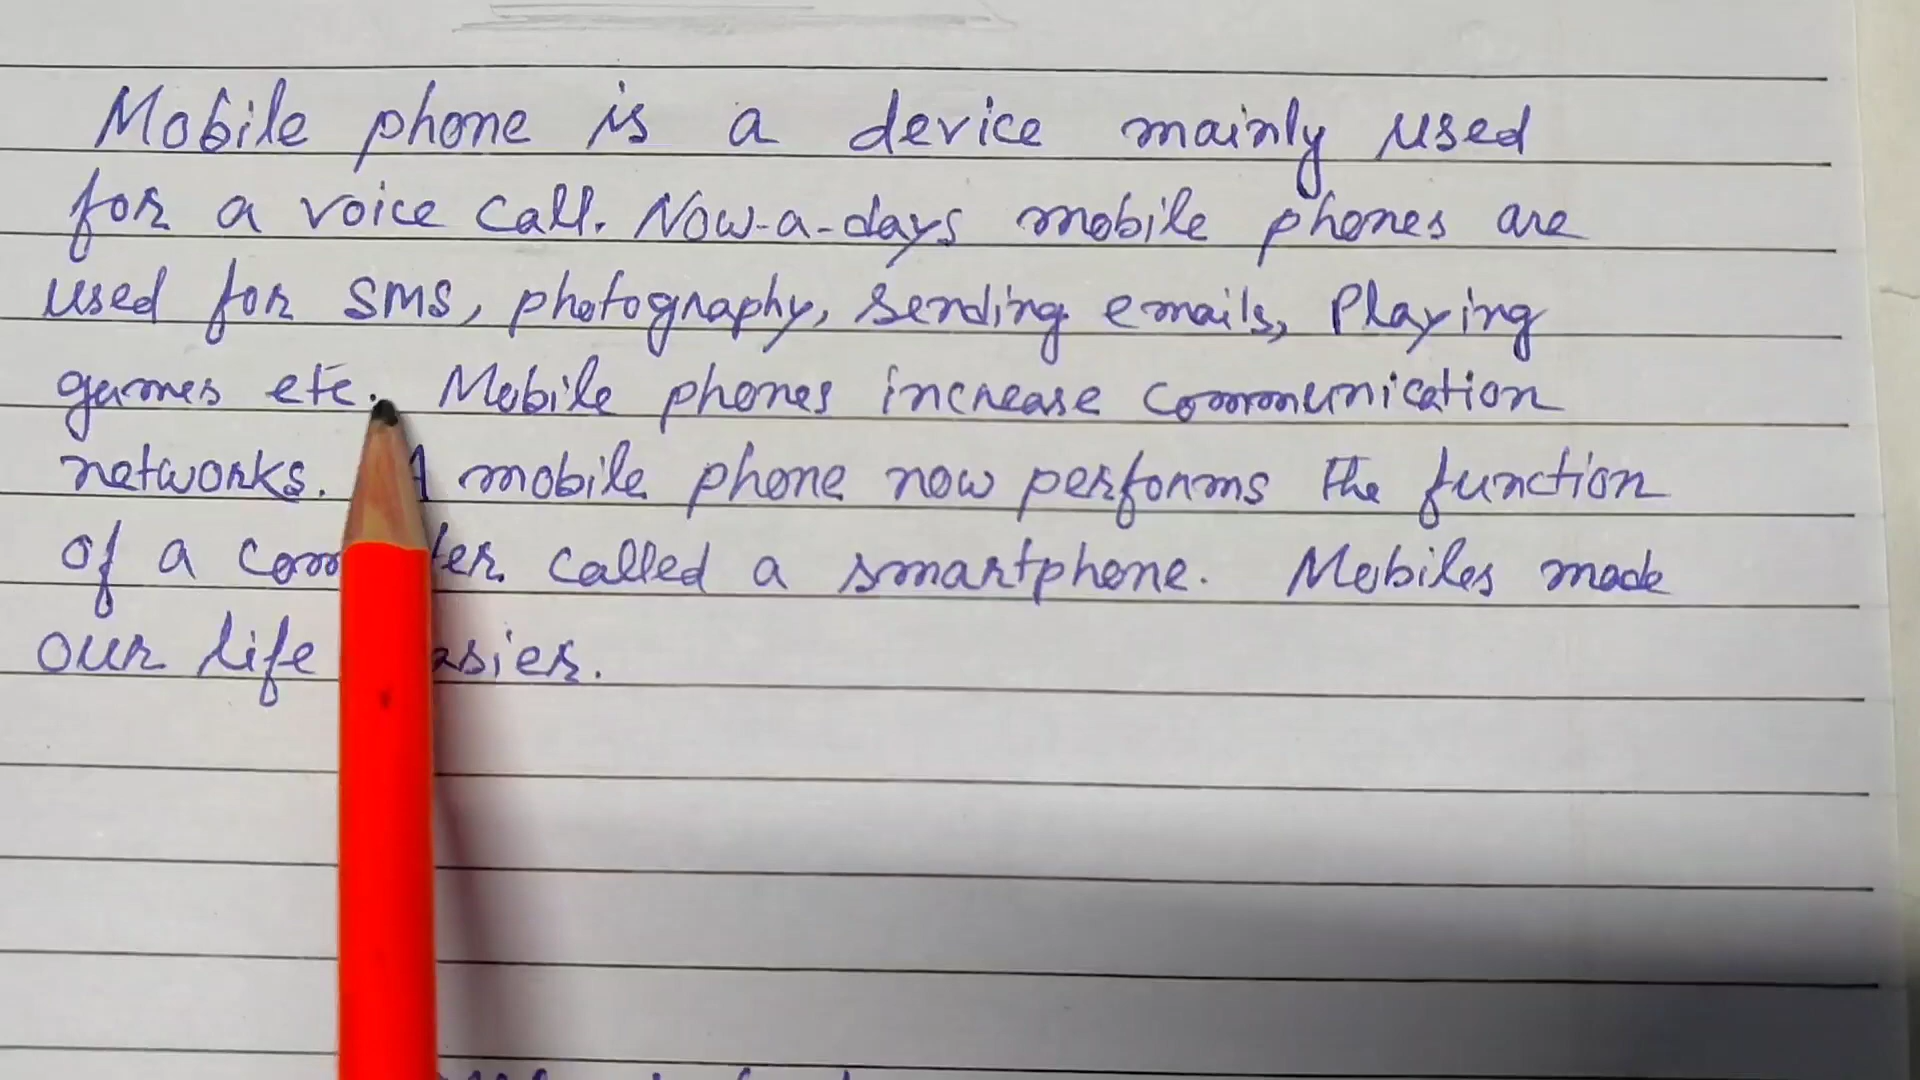 Mobile phone is a device mainly used
for a voice call. Now-a-days mobile phones are
used for SMS, photography, sending emails, Playing
games etc. Mobile phones increase communication
networks. A mobile phone now performs the function
of a called a smartphone. Mobiles made
our life